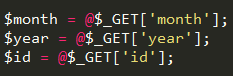 $month = @$_GET['month'];
$year = @$_GET['year'];
$id = @$_GET['id'];